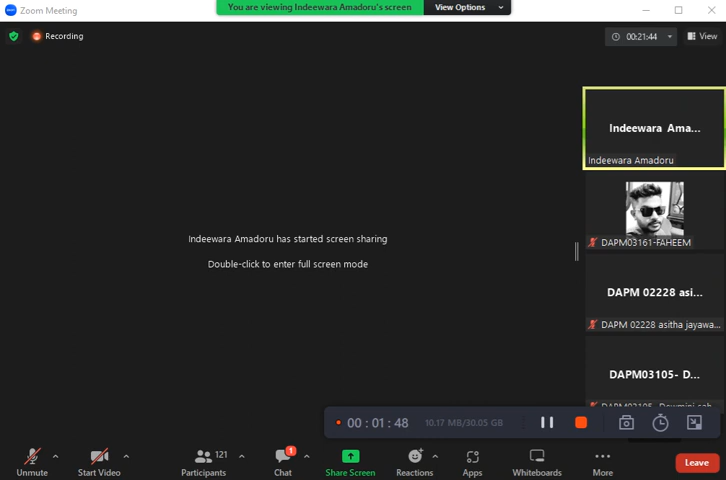 Zoom Meeting
You are viewing Indeewara Amadoru's screen
View Options
Recording
00:21:44
View
Indeewara Ama...
Indeewara Amadoru
DAPM03161-FAHEEM
Indeewara Amadoru has started screen sharing
Double-click to enter full screen mode
DAPM 02228 asi...
DAPM 02228 asitha jayawa...
DAPM03105- D...
00:01:48
10.17 MB/30.05 GB
121
1
Unmute
Start Video
Participants
Chat
Share Screen
Reactions
Apps
Whiteboards
More
Leave